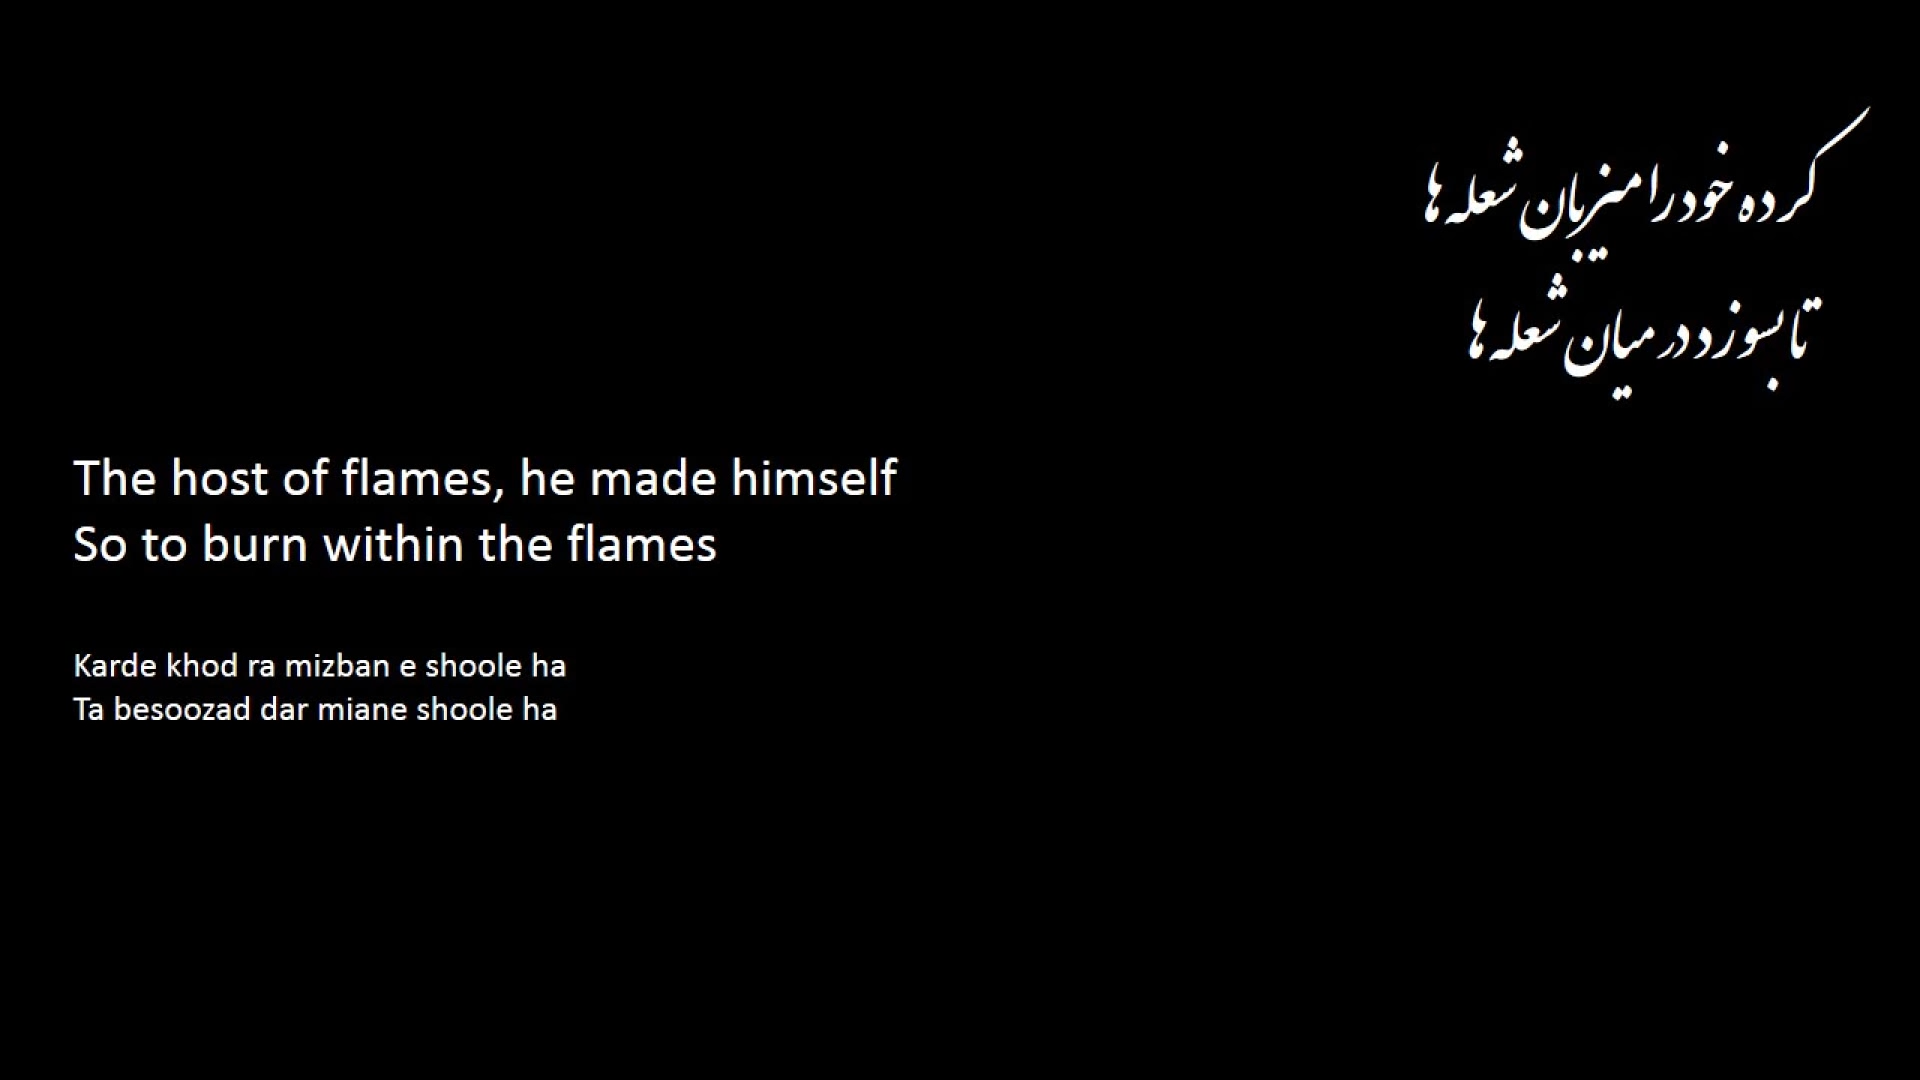 کرده خود را میزبان شعله ها
تا بسوزد در میان شعله ها
The host of flames, he made himself
So to burn within the flames
Karde khod ra mizban e shoole ha
Ta besoozad dar miane shoole ha